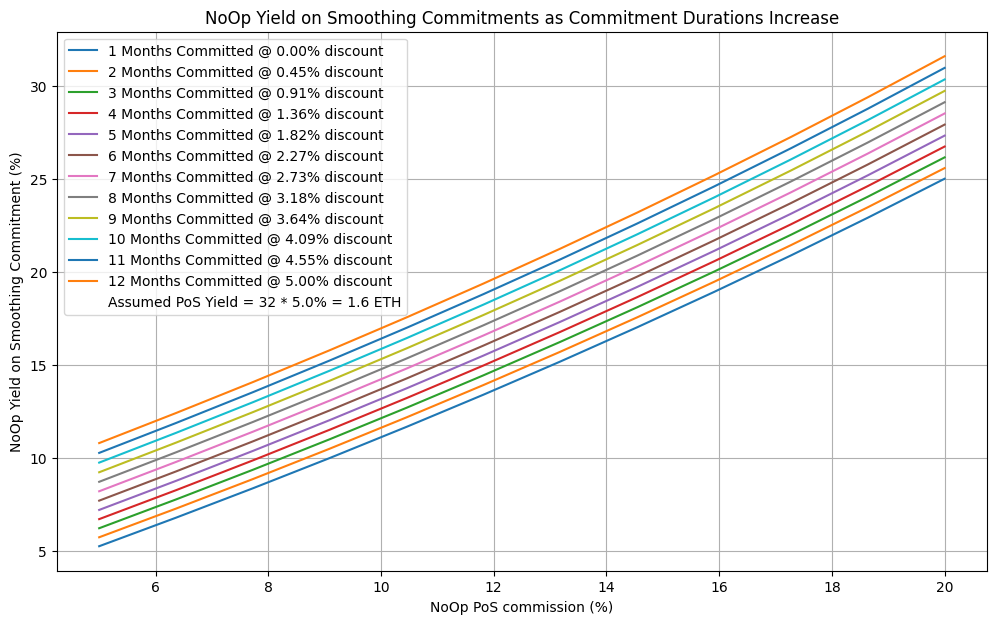 NoOp Yield on Smoothing Commitments as Commitment Durations Increase
1 Months Committed @ 0.00% discount
2 Months Committed @ 0.45% discount
3 Months Committed @ 0.91% discount
4 Months Committed @ 1.36% discount
5 Months Committed @ 1.82% discount
6 Months Committed @ 2.27% discount
7 Months Committed @ 2.73% discount
8 Months Committed @ 3.18% discount
9 Months Committed @ 3.64% discount
10 Months Committed @ 4.09% discount
11 Months Committed @ 4.55% discount
12 Months Committed @ 5.00% discount
Assumed PoS Yield = 32 * 5.0% = 1.6 ETH
NoOp Yield on Smoothing Commitment (%)
30
25
20
15
10
5
6
8
10
12
14
16
18
20
NoOp PoS commission (%)